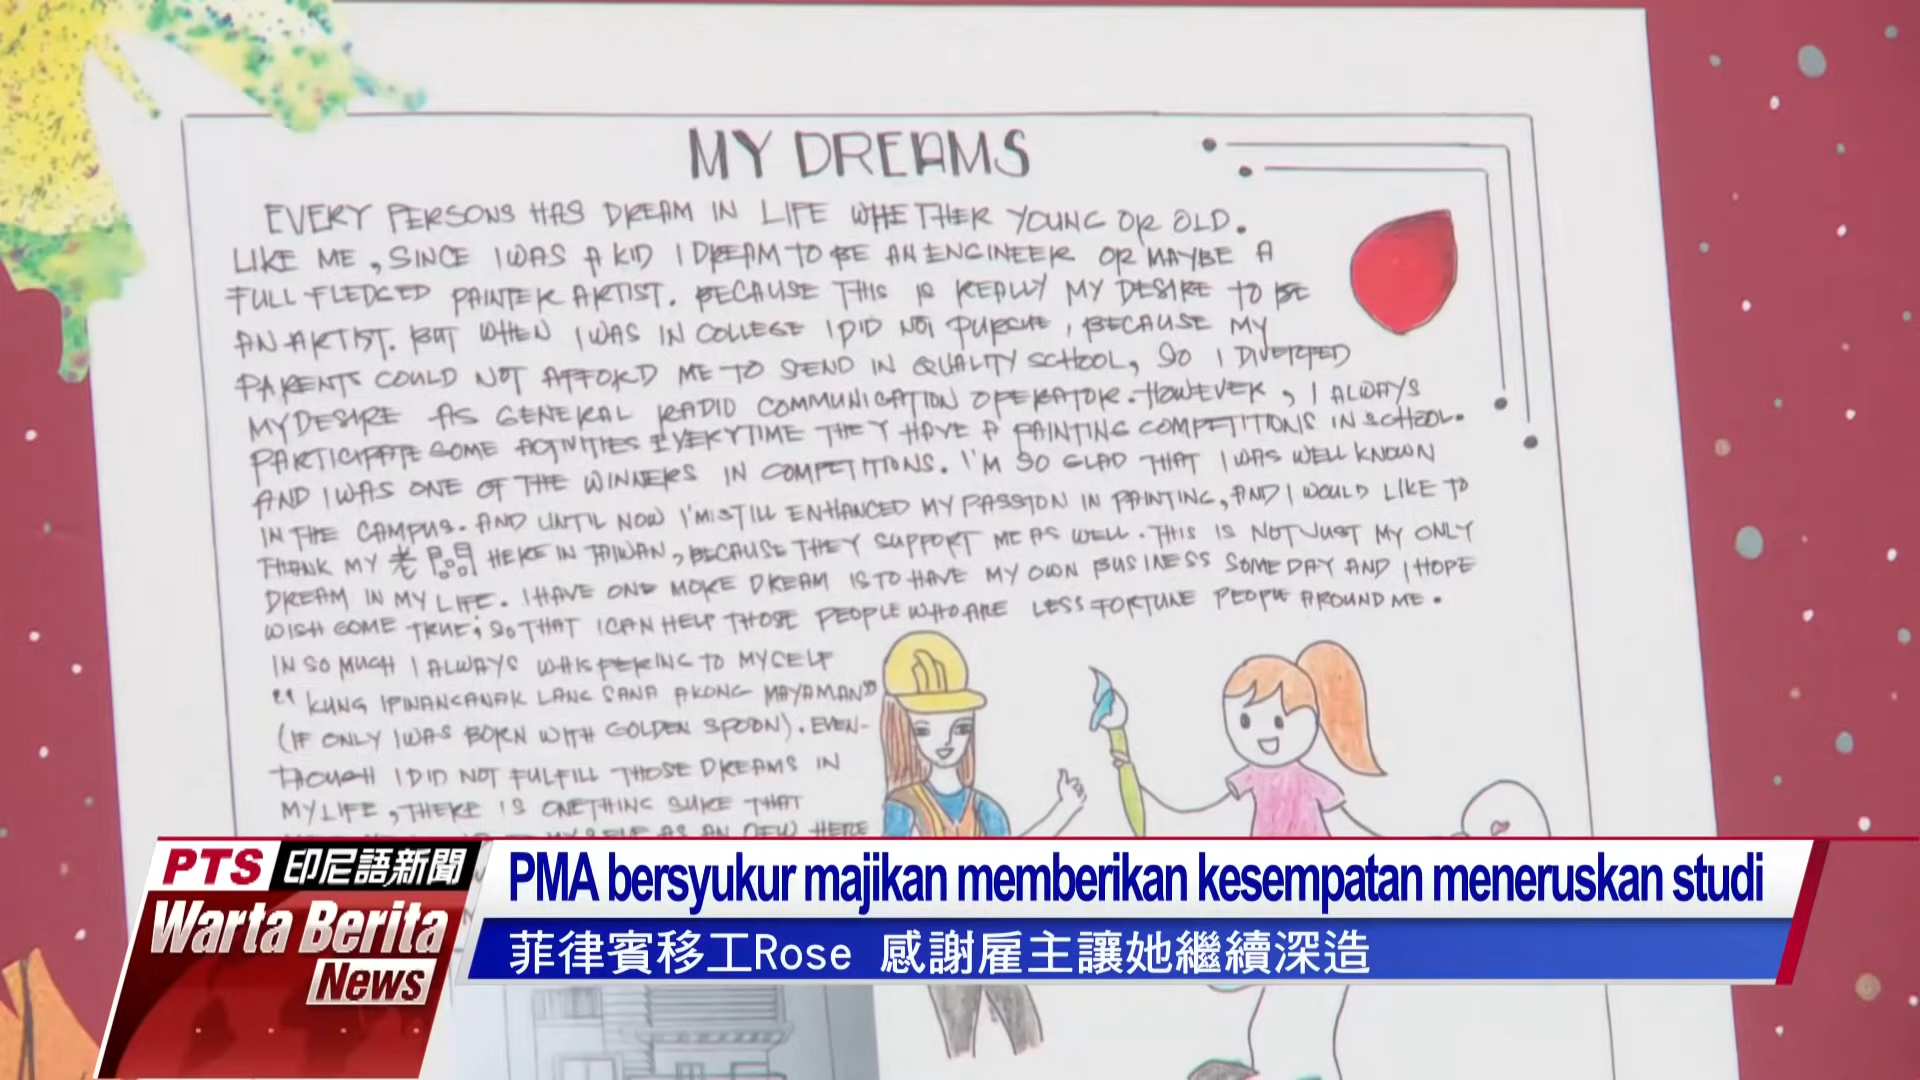 MY DREAMS
EVERY PERSONS HAS DREAM IN LIFE WHETHER YOUNG OR OLD.
LIKE ME, SINCE I WAS A KID I DREAM TO BE AN ENGINEER OR MAYBE A
FULL FLEDGED PAINTER ARTIST. BECAUSE THIS IS REALLY MY DESIRE TO BE
AN ARTIST. BUT WHEN I WAS IN COLLEGE I DID NOT PURSUE, BECAUSE MY
PARENTS COULD NOT AFFORD ME TO SEND IN QUALITY SCHOOL, SO I DIVERTED
MY DESIRE AS GENERAL RADIO COMMUNICATION OPERATOR. HOWEVER, I ALWAYS
PARTICIPATE SOME ACTIVITIES EVERYTIME THEY HAVE A PAINTING COMPETITIONS IN SCHOOL.
AND I WAS ONE OF THE WINNERS IN COMPETITIONS. I'M SO GLAD THAT I WAS WELL KNOWN
IN THE CAMPUS. AND UNTIL NOW I'M STILL ENHANCED MY PASSION IN PAINTING, AND I WOULD LIKE TO
THANK MY 老闆 HERE IN TAIWAN, BECAUSE THEY SUPPORT ME AS WELL. THIS IS NOT JUST MY ONLY
DREAM IN MY LIFE. I HAVE ONE MORE DREAM IS TO HAVE MY OWN BUSINESS SOMEDAY AND I HOPE
WISH COME TRUE; SO THAT I CAN HELP THOSE PEOPLE WHO ARE LESS FORTUNE PEOPLE AROUND ME.
IN SO MUCH I ALWAYS WHISPERING TO MYSELF
"KUNG IPINANGANAK LANG SANA AKONG MAYAMAN"
(IF ONLY I WAS BORN WITH GOLDEN SPOON). EVEN-
THOUGH I DID NOT FULFILL THOSE DREAMS IN
MY LIFE, THERE IS ONETHING SURE THAT
MYSELF AS AN OFW HERE
PTS 印尼語新聞
Warta Berita
News
PMA bersyukur majikan memberikan kesempatan meneruskan studi
菲律賓移工Rose 感謝雇主讓她繼續深造